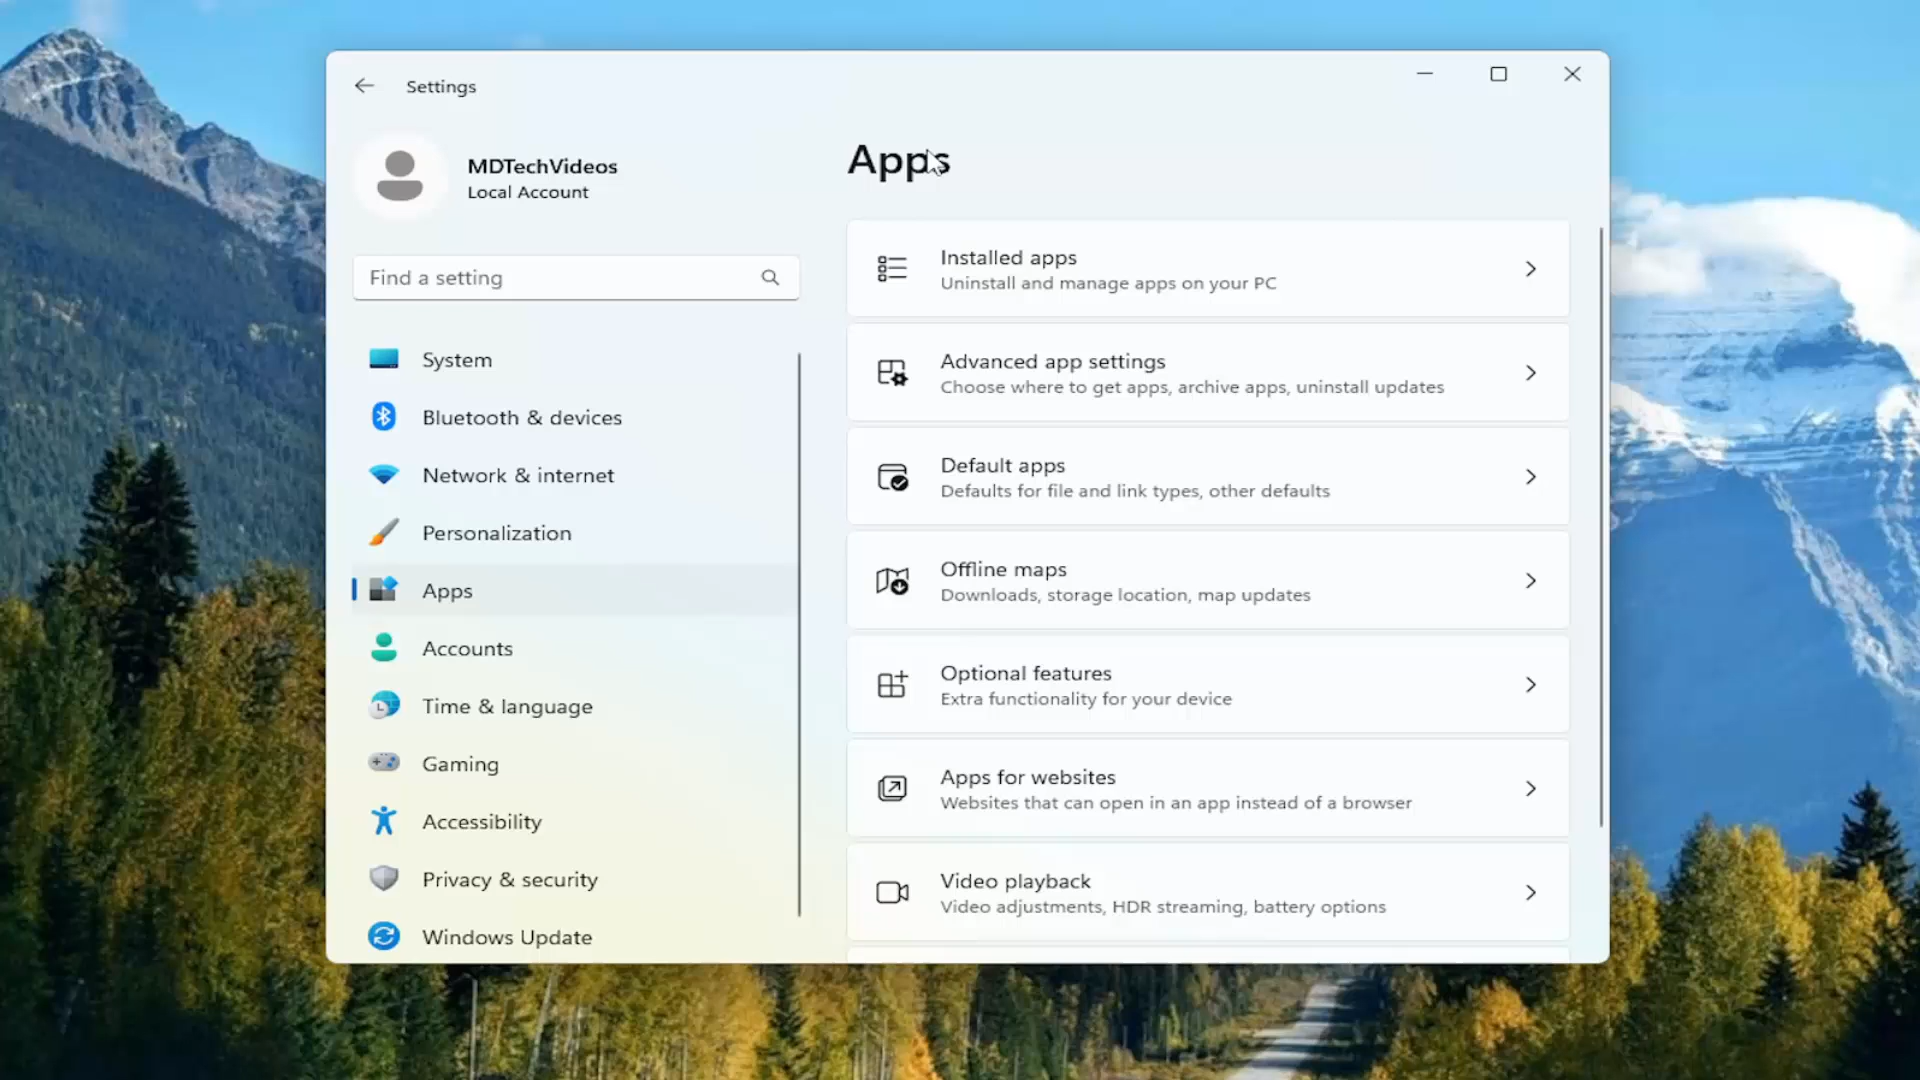 Settings
MDTechVideos
Local Account
Find a setting
System
Bluetooth & devices
Network & internet
Personalization
Apps
Accounts
Time & language
Gaming
Accessibility
Privacy & security
Windows Update
Apps
Installed apps
Uninstall and manage apps on your PC
Advanced app settings
Choose where to get apps, archive apps, uninstall updates
Default apps
Defaults for file and link types, other defaults
Offline maps
Downloads, storage location, map updates
Optional features
Extra functionality for your device
Apps for websites
Websites that can open in an app instead of a browser
Video playback
Video adjustments, HDR streaming, battery options